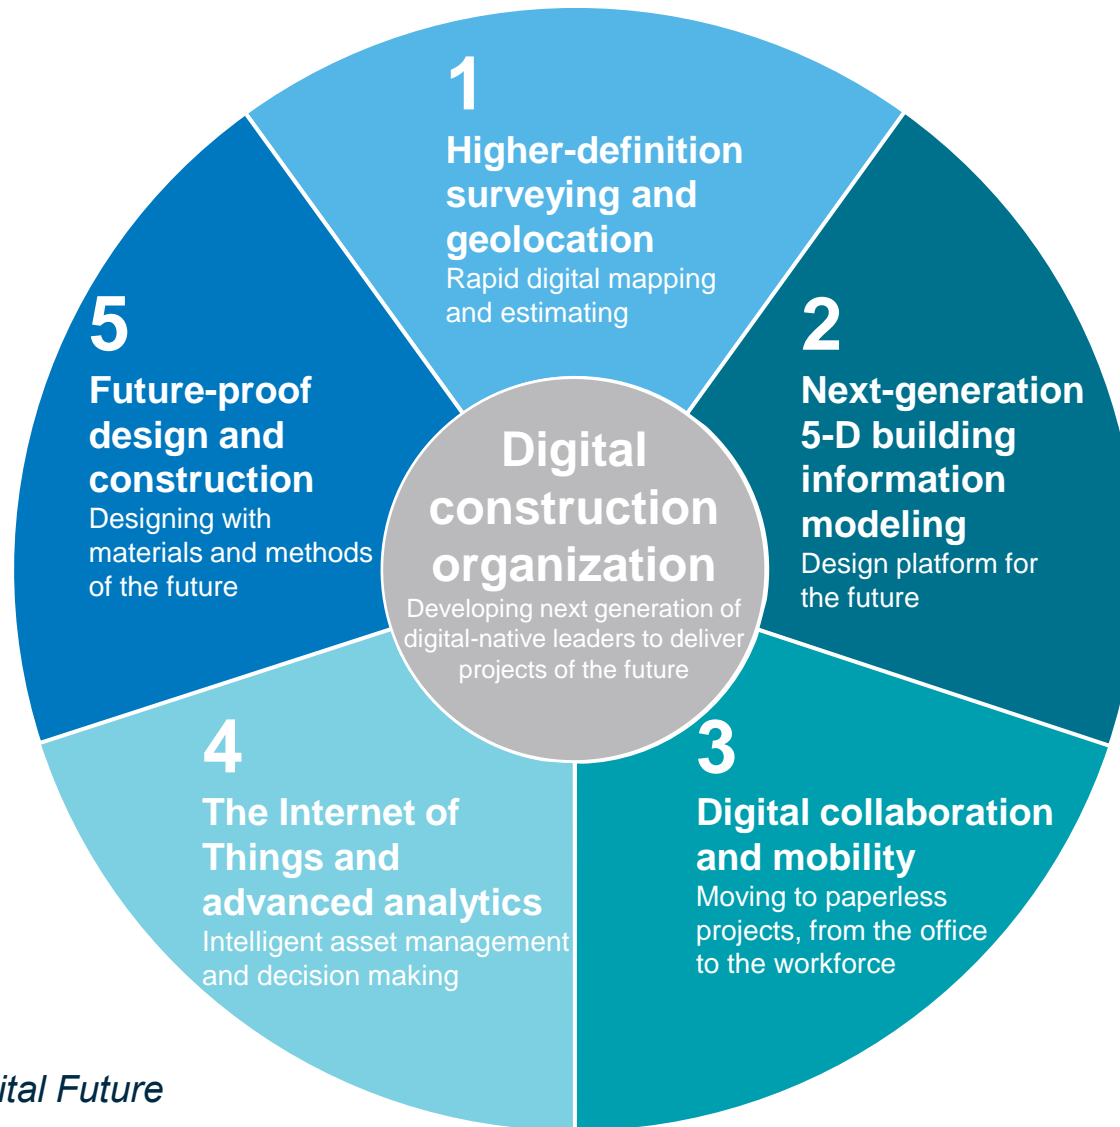 1
Higher-definition
surveying and
geolocation
Rapid digital mapping
and estimating
2
Next-generation
5-D building
information
modeling
Design platform for
the future
3
Digital collaboration
and mobility
Moving to paperless
projects, from the office
to the workforce
4
The Internet of
Things and
advanced analytics
Intelligent asset management
and decision making
5
Future-proof
design and
construction
Designing with
materials and methods
of the future
Digital
construction
organization
Developing next generation of
digital-native leaders to deliver
projects of the future
ital Future